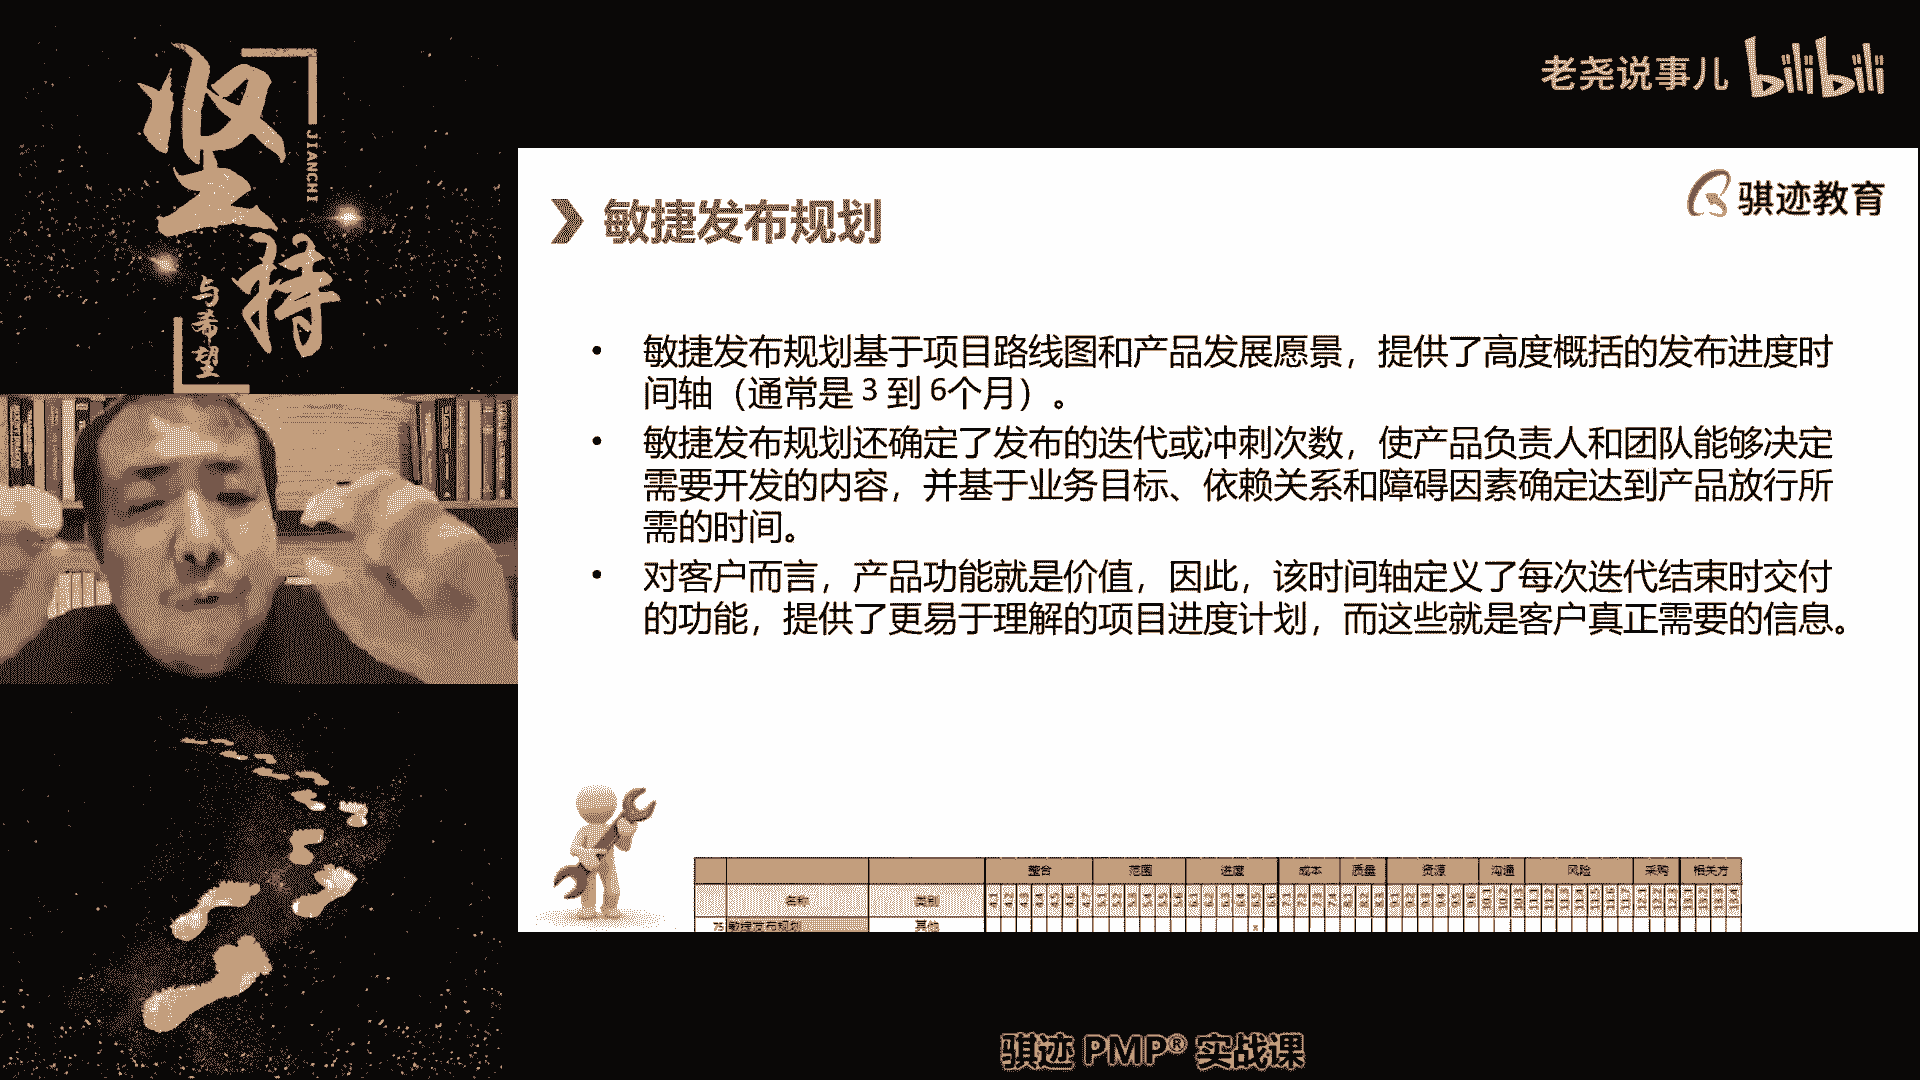 坚持
JIANCHI
与希望
老尧说事儿 bilibili
骐迹教育
敏捷发布规划
• 敏捷发布规划基于项目路线图和产品发展愿景，提供了高度概括的发布进度时
间轴（通常是 3 到 6个月）。
• 敏捷发布规划还确定了发布的迭代或冲刺次数，使产品负责人和团队能够决定
需要开发的内容，并基于业务目标、依赖关系和障碍因素确定达到产品放行所
需的时间。
• 对客户而言，产品功能就是价值，因此，该时间轴定义了每次迭代结束时交付
的功能，提供了更易于理解的项目进度计划，而这些就是客户真正需要的信息。
整合 范围 进度 成本 质量 资源 沟通 风险 采购 相关方
名称 类别
75 敏捷发布规划 其他
骐迹 PMP® 实战课